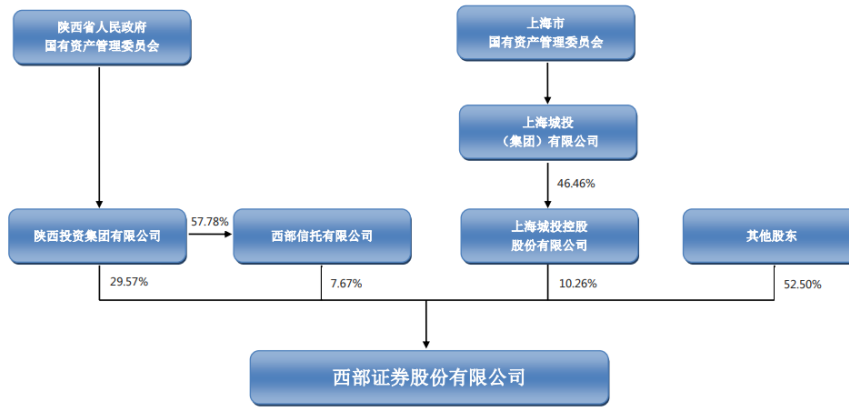 陕西省人民政府
国有资产管理委员会
上海市
国有资产管理委员会
上海城投
（集团）有限公司
46.46%
陕西投资集团有限公司
57.78%
西部信托有限公司
上海城投控股
股份有限公司
其他股东
29.57%
7.67%
10.26%
52.50%
西部证券股份有限公司